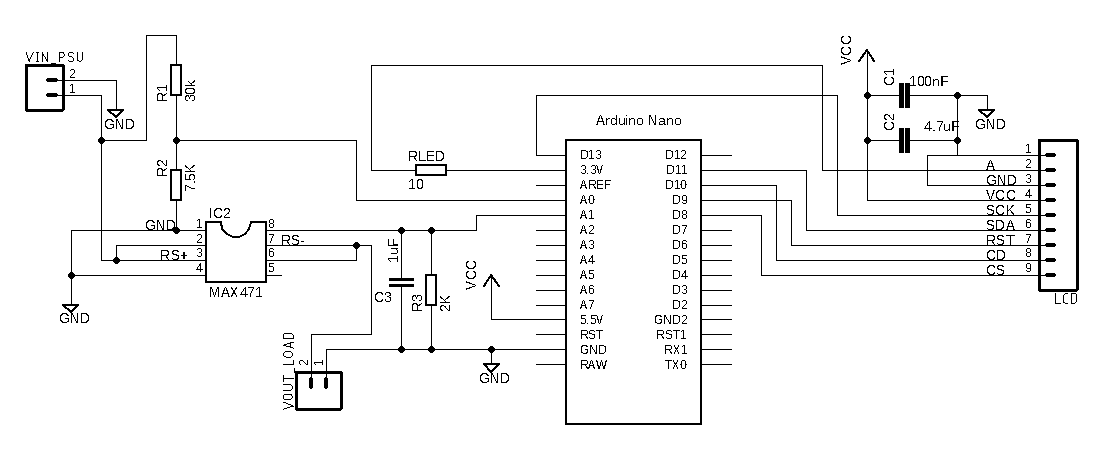 VIN_PSU
2
1
GND
R1
30k
R2
7.5K
GND
IC2
1
2
3
4
8
7
6
5
RS+
RS-
MAX471
GND
VOUT_LOAD
2
1
1uF
C3
R3
2K
VCC
GND
RLED
10
Arduino Nano
D13
3.3V
AREF
A0
A1
A2
A3
A4
A5
A6
A7
5.5V
RST
GND
RAW
D12
D11
D10
D9
D8
D7
D6
D5
D4
D3
D2
GND2
RST1
RX1
TX0
VCC
C1
100nF
C2
4.7uF
GND
1
A 2
GND 3
VCC 4
SCK 5
SDA 6
RST 7
CD 8
CS 9
LCD